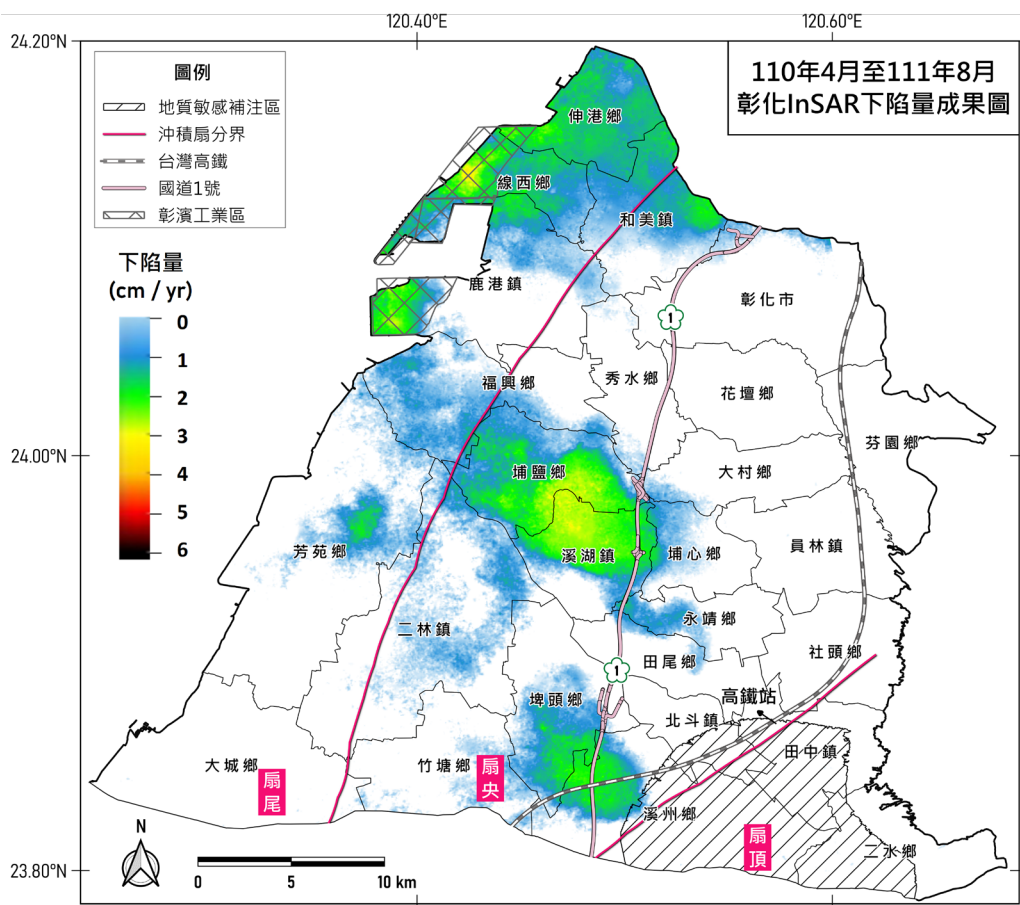 120.40°E
120.60°E
24.20°N
24.00°N
23.80°N
110年4月至111年8月
彰化InSAR下陷量成果圖
圖例
地質敏感補注區
沖積扇分界
台灣高鐵
國道1號
彰濱工業區
下陷量
(cm / yr)
0
1
2
3
4
5
6
伸港鄉
線西鄉
和美鎮
鹿港鎮
彰化市
1
福興鄉
秀水鄉
花壇鄉
芬園鄉
埔鹽鄉
大村鄉
芳苑鄉
溪湖鎮
埔心鄉
員林鎮
二林鎮
永靖鄉
田尾鄉
社頭鄉
1
埤頭鄉
高鐵站
北斗鎮
田中鎮
大城鄉
扇尾
竹塘鄉
扇央
溪州鄉
扇頂
二水鄉
N
0
5
10 km